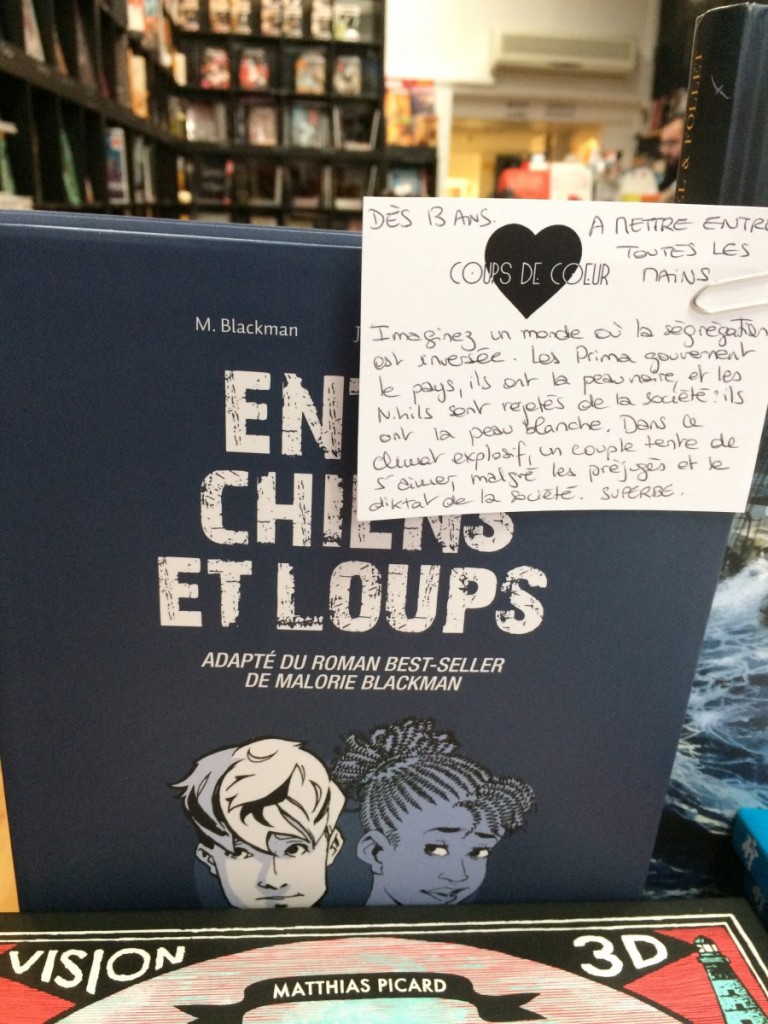 DÈS 13 ANS.
A METTRE ENTRE
TOUTES LES
MAINS
COUPS DE COEUR
Imaginez un monde où la ségrégation
est inversée. Les Prima gouvernent
le pays, ils ont la peau noire, et les
Nihils sont rejetés de la société : ils
ont la peau blanche. Dans ce
climat explosif, un couple tente de
s'aimer malgré les préjugés et le
diktat de la société. SUPERBE.
M. Blackman J
ENT
CHIENS
ET LOUPS
ADAPTÉ DU ROMAN BEST-SELLER
DE MALORIE BLACKMAN
& FOLLET
VISION 3D
MATTHIAS PICARD